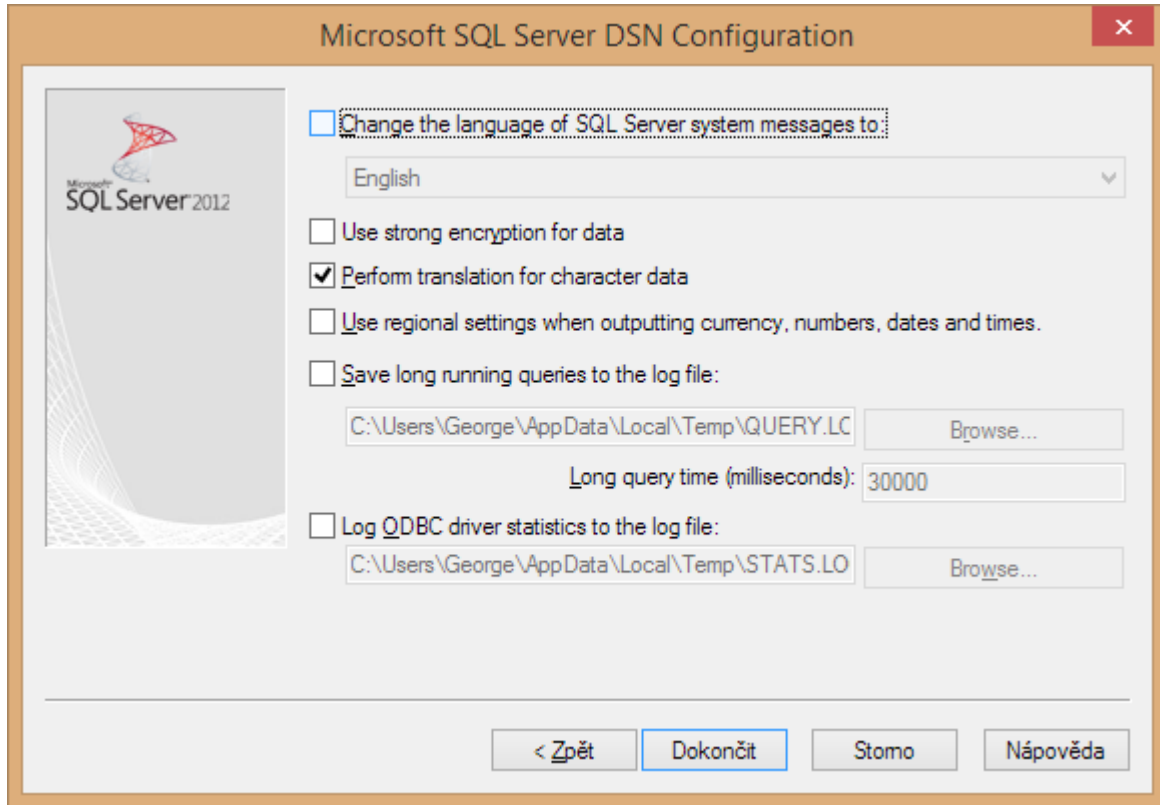 Microsoft SQL Server DSN Configuration
Microsoft
SQL Server 2012
Change the language of SQL Server system messages to:
English
Use strong encryption for data
Perform translation for character data
Use regional settings when outputting currency, numbers, dates and times.
Save long running queries to the log file:
C:\Users\George\AppData\Local\Temp\QUERY.LO Browse...
Long query time (milliseconds): 30000
Log ODBC driver statistics to the log file:
C:\Users\George\AppData\Local\Temp\STATS.LO Browse...
< Zpět Dokončit Storno Nápověda